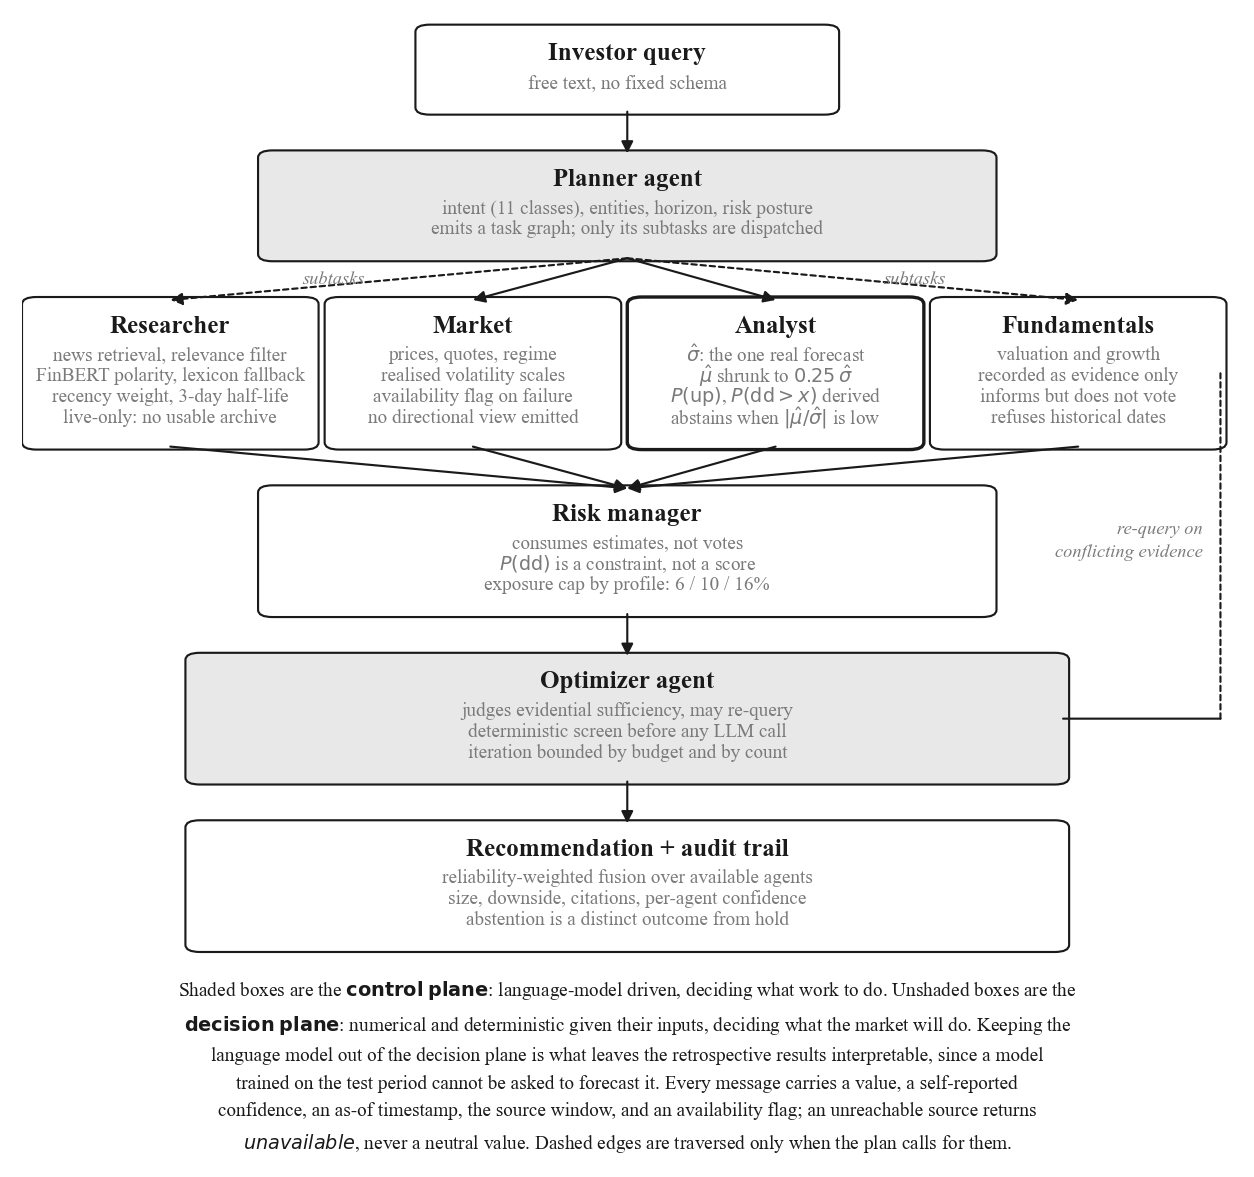 Investor query
free text, no fixed schema
Planner agent
intent (11 classes), entities, horizon, risk posture
emits a task graph; only its subtasks are dispatched
subtasks
subtasks
Researcher
news retrieval, relevance filter
FinBERT polarity, lexicon fallback
recency weight, 3-day half-life
live-only: no usable archive
Market
prices, quotes, regime
realised volatility scales
availability flag on failure
no directional view emitted
Analyst
σ̂: the one real forecast
μ̂ shrunk to 0.25 σ̂
P(up), P(dd > x) derived
abstains when |μ̂/σ̂| is low
Fundamentals
valuation and growth
recorded as evidence only
informs but does not vote
refuses historical dates
Risk manager
consumes estimates, not votes
P(dd) is a constraint, not a score
exposure cap by profile: 6 / 10 / 16%
re-query on
conflicting evidence
Optimizer agent
judges evidential sufficiency, may re-query
deterministic screen before any LLM call
iteration bounded by budget and by count
Recommendation + audit trail
reliability-weighted fusion over available agents
size, downside, citations, per-agent confidence
abstention is a distinct outcome from hold
Shaded boxes are the control plane: language-model driven, deciding what work to do. Unshaded boxes are the
decision plane: numerical and deterministic given their inputs, deciding what the market will do. Keeping the
language model out of the decision plane is what leaves the retrospective results interpretable, since a model
trained on the test period cannot be asked to forecast it. Every message carries a value, a self-reported
confidence, an as-of timestamp, the source window, and an availability flag; an unreachable source returns
unavailable, never a neutral value. Dashed edges are traversed only when the plan calls for them.